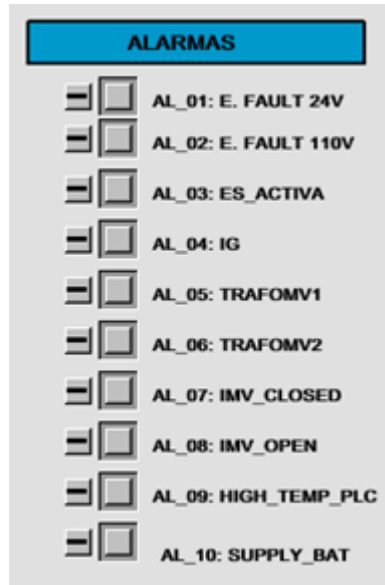 ALARMAS
AL_01: E. FAULT 24V
AL_02: E. FAULT 110V
AL_03: ES_ACTIVA
AL_04: IG
AL_05: TRAFOMV1
AL_06: TRAFOMV2
AL_07: IMV_CLOSED
AL_08: IMV_OPEN
AL_09: HIGH_TEMP_PLC
AL_10: SUPPLY_BAT